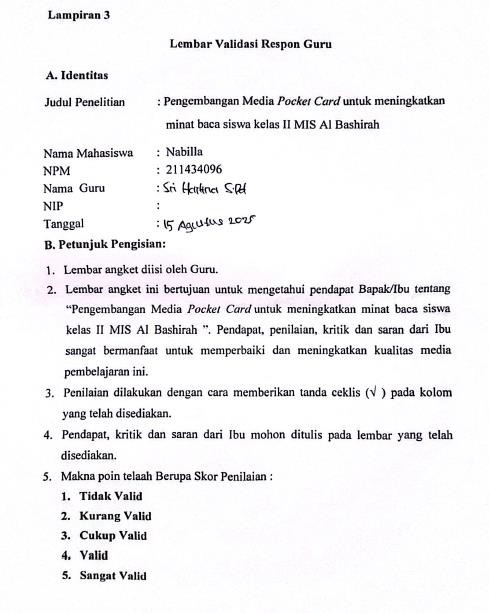 Lampiran 3
Lembar Validasi Respon Guru
A. Identitas
Judul Penelitian : Pengembangan Media Pocket Card untuk meningkatkan
minat baca siswa kelas II MIS Al Bashirah
Nama Mahasiswa : Nabilla
NPM : 211434096
Nama Guru : Sri S.Pd
NIP :
Tanggal : 15 Agustus 2025
B. Petunjuk Pengisian:
1. Lembar angket diisi oleh Guru.
2. Lembar angket ini bertujuan untuk mengetahui pendapat Bapak/Ibu tentang
“Pengembangan Media Pocket Card untuk meningkatkan minat baca siswa
kelas II MIS Al Bashirah ”. Pendapat, penilaian, kritik dan saran dari Ibu
sangat bermanfaat untuk memperbaiki dan meningkatkan kualitas media
pembelajaran ini.
3. Penilaian dilakukan dengan cara memberikan tanda ceklis (√ ) pada kolom
yang telah disediakan.
4. Pendapat, kritik dan saran dari Ibu mohon ditulis pada lembar yang telah
disediakan.
5. Makna poin telaah Berupa Skor Penilaian :
1. Tidak Valid
2. Kurang Valid
3. Cukup Valid
4. Valid
5. Sangat Valid